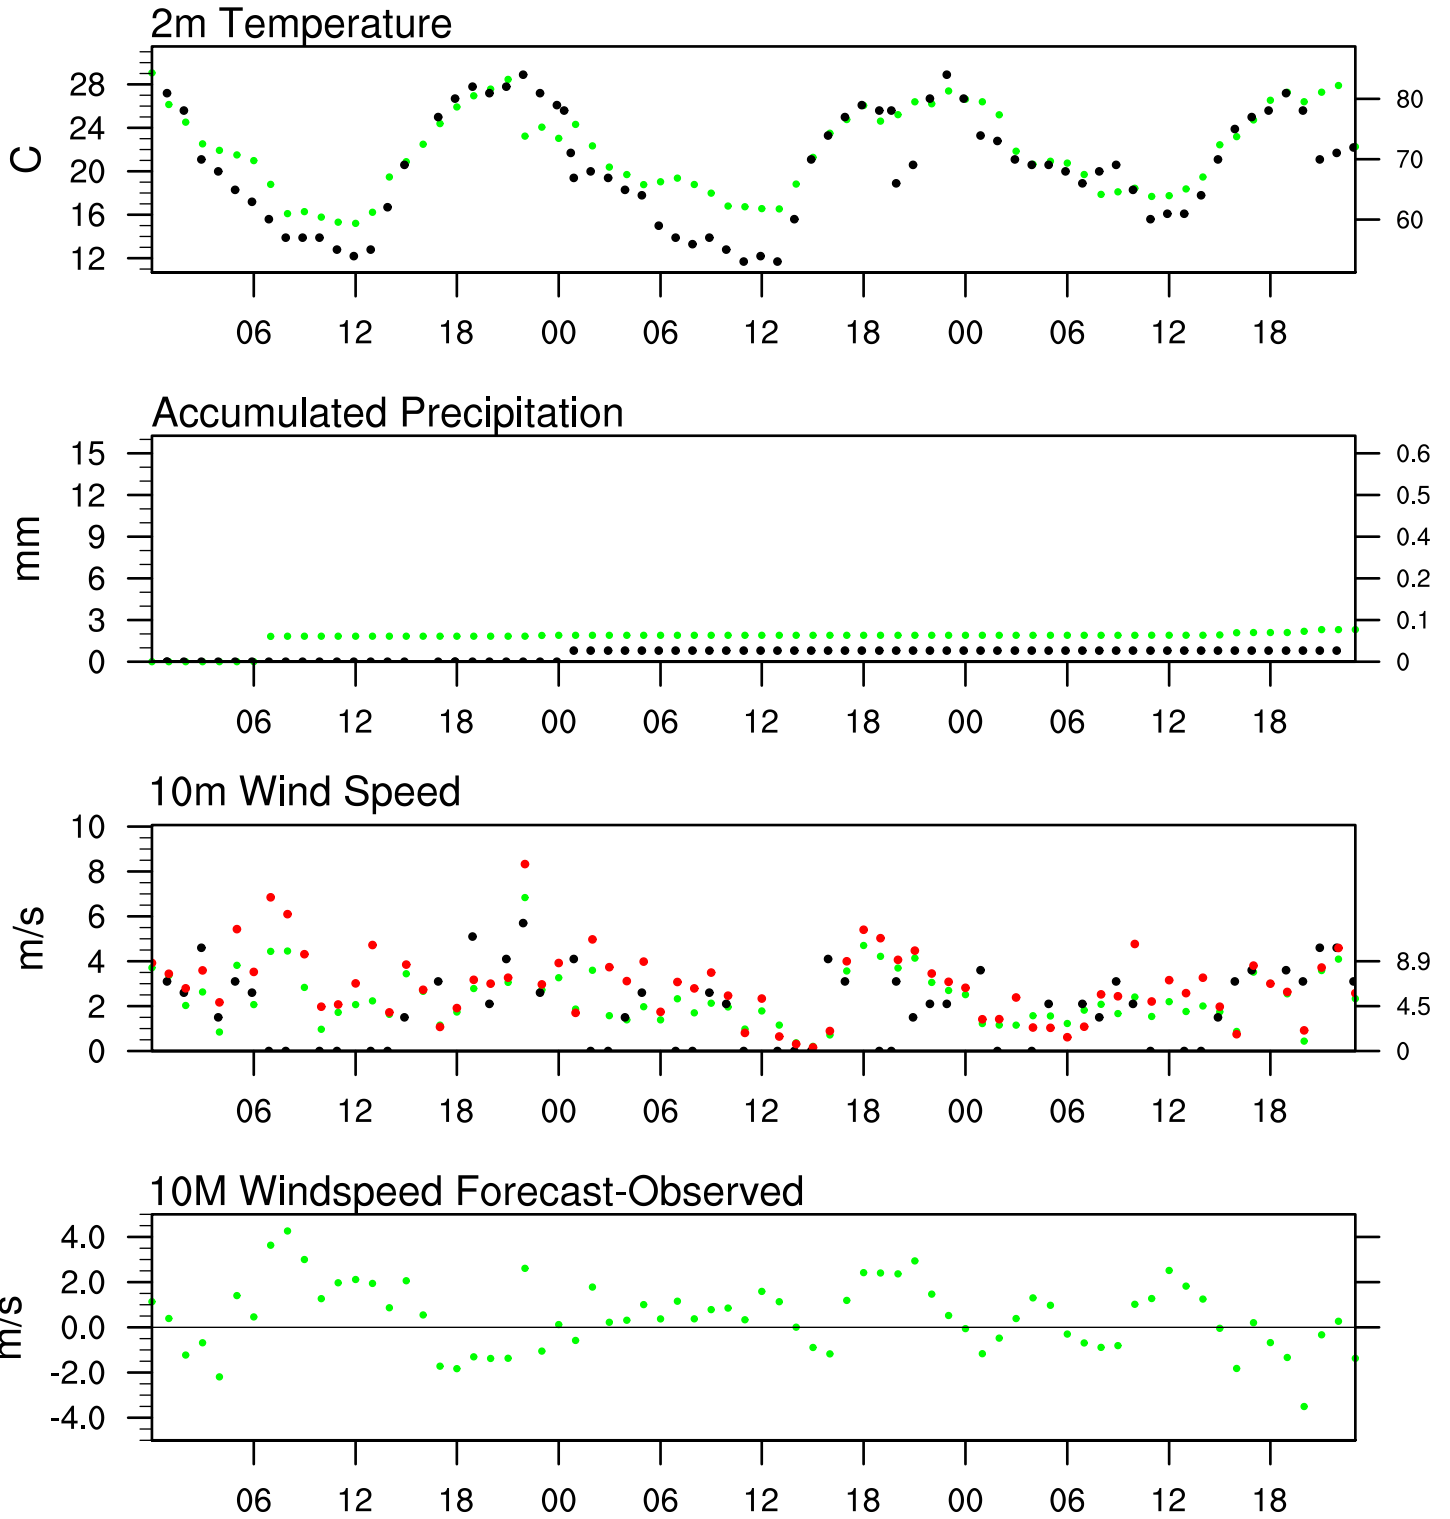 2m Temperature
28
24
20
16
12
C
80
70
60
06 12 18 00 06 12 18 00 06 12 18
Accumulated Precipitation
15
12
9
6
3
0
mm
0.6
0.5
0.4
0.2
0.1
0
06 12 18 00 06 12 18 00 06 12 18
10m Wind Speed
10
8
6
4
2
0
m/s
8.9
4.5
0
06 12 18 00 06 12 18 00 06 12 18
10M Windspeed Forecast-Observed
4.0
2.0
0.0
-2.0
-4.0
m/s
06 12 18 00 06 12 18 00 06 12 18